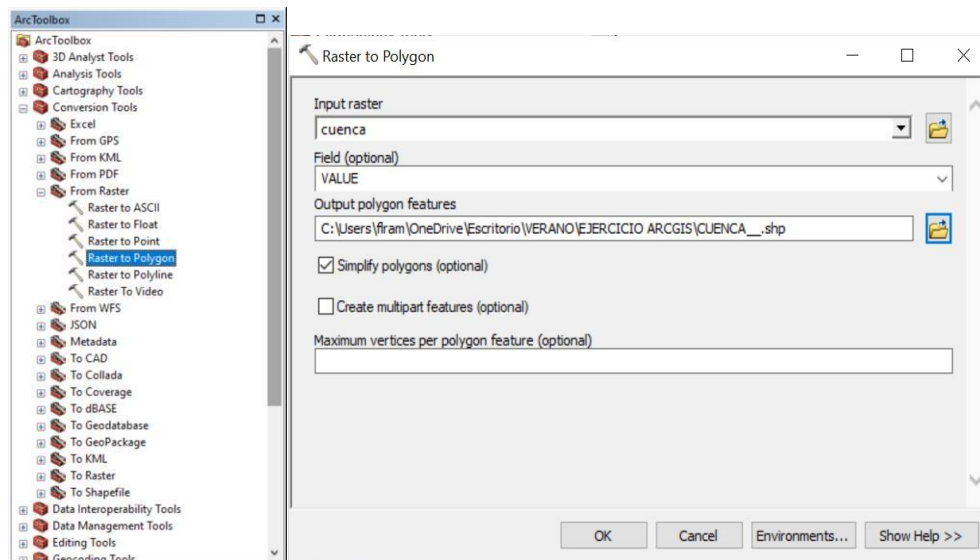 ArcToolbox
ArcToolbox
3D Analyst Tools
Analysis Tools
Cartography Tools
Conversion Tools
Excel
From GPS
From KML
From PDF
From Raster
Raster to ASCII
Raster to Float
Raster to Point
Raster to Polygon
Raster to Polyline
Raster To Video
From WFS
JSON
Metadata
To CAD
To Collada
To Coverage
To dBASE
To Geodatabase
To GeoPackage
To KML
To Raster
To Shapefile
Data Interoperability Tools
Data Management Tools
Editing Tools
Geocoding Tools
Raster to Polygon
Input raster
cuenca
Field (optional)
VALUE
Output polygon features
C:\Users\flram\OneDrive\Escritorio\VERANO\EJERCICIO ARCGIS\CUENCA__.shp
Simplify polygons (optional)
Create multipart features (optional)
Maximum vertices per polygon feature (optional)
OK Cancel Environments... Show Help >>